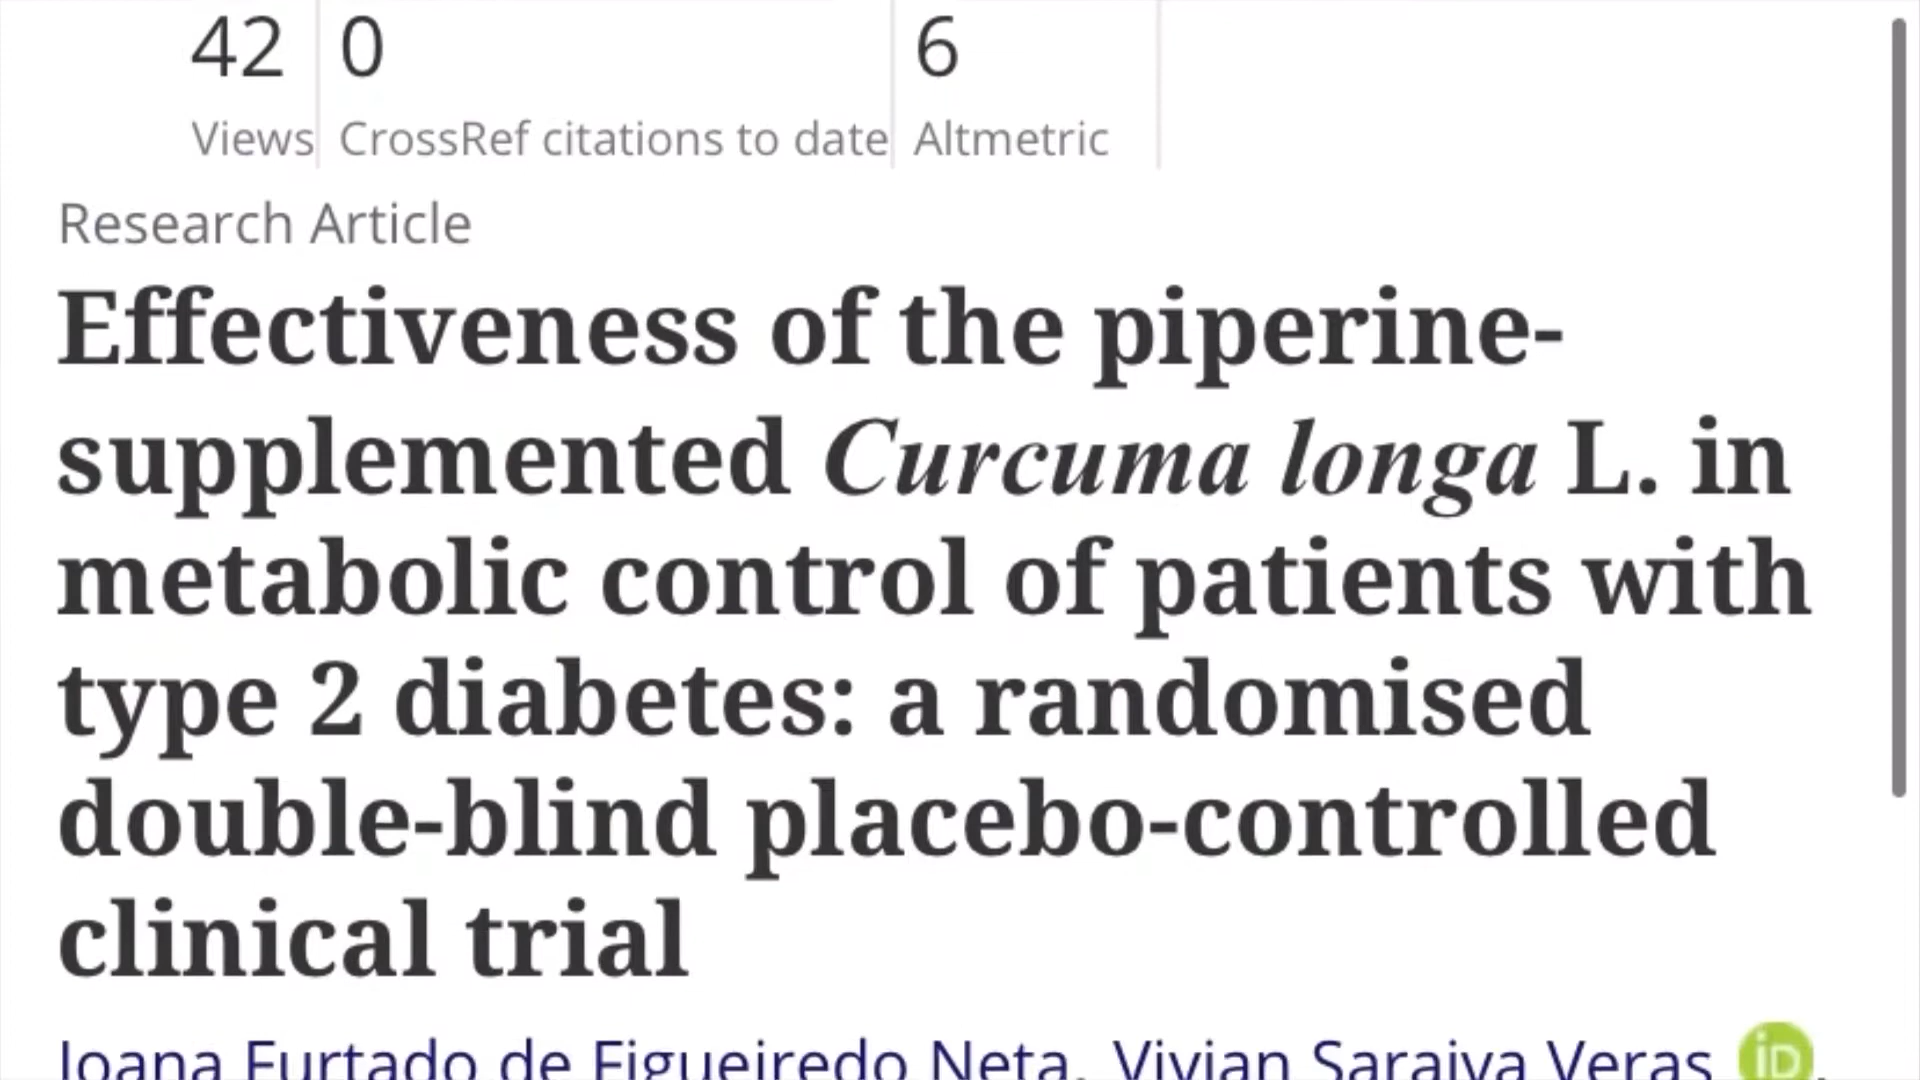 42 0 6
Views CrossRef citations to date Altmetric
Research Article
Effectiveness of the piperine-
supplemented Curcuma longa L. in
metabolic control of patients with
type 2 diabetes: a randomised
double-blind placebo-controlled
clinical trial
Joana Furtado de Figueiredo Neta, Vivian Saraiva Veras iD,